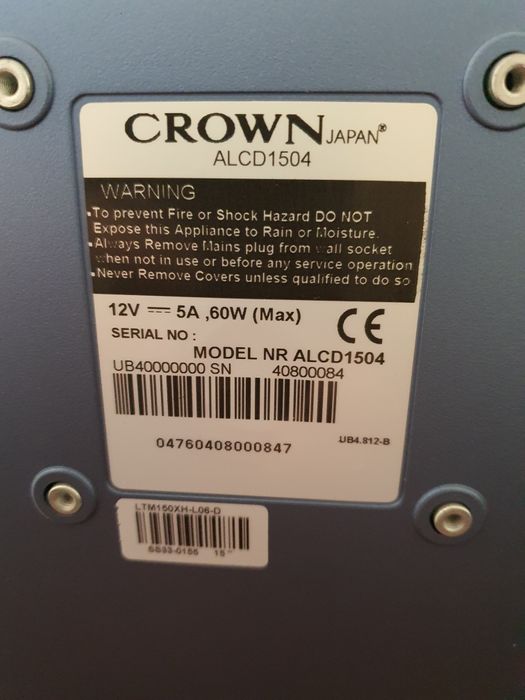 CROWN JAPAN®
ALCD1504
WARNING
•To prevent Fire or Shock Hazard DO NOT
Expose this Appliance to Rain or Moisture.
•Always Remove Mains plug from wall socket
when not in use or before any service operation
•Never Remove Covers unless qualified to do so
12V ⎓ 5A ,60W (Max)
CE
SERIAL NO :
MODEL NR ALCD1504
UB40000000 SN 40800084
04760408000847
UB4.812-B
LTM150XH-L06-D
SS93-0155 15"